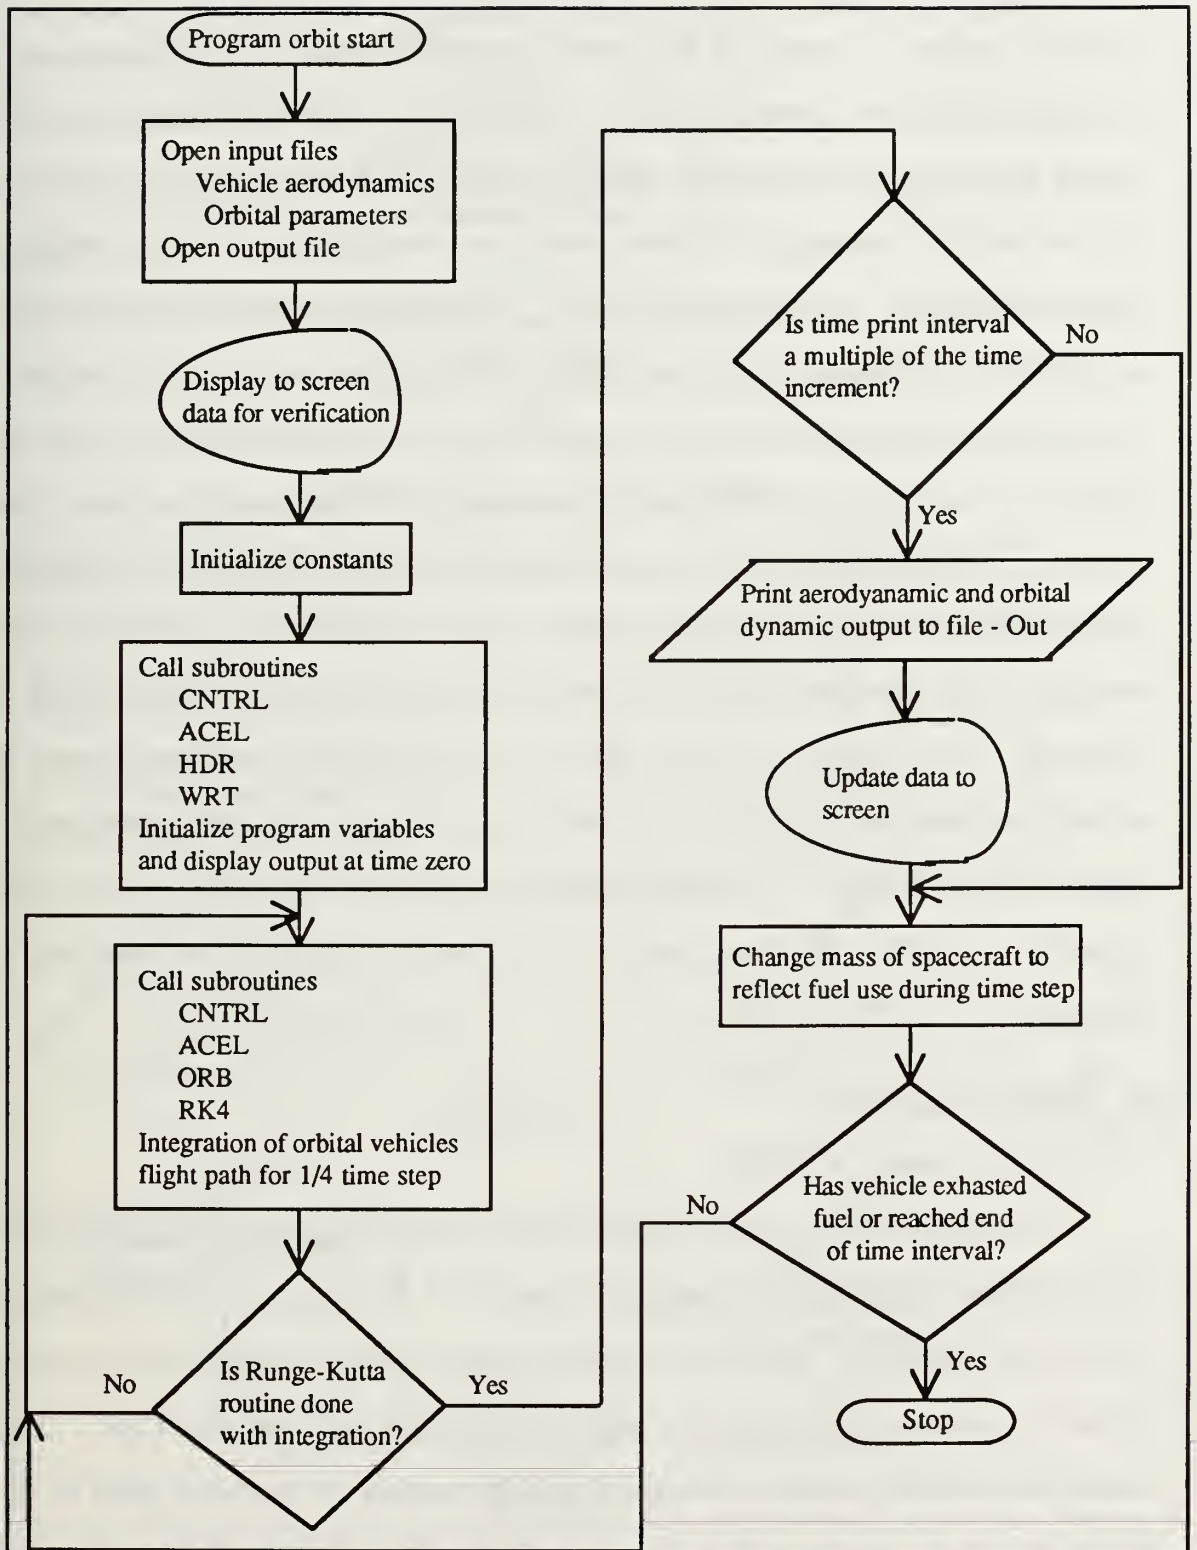 Program orbit start
Open input files
Vehicle aerodynamics
Orbital parameters
Open output file
Display to screen
data for verification
Initialize constants
Call subroutines
CNTRL
ACEL
HDR
WRT
Initialize program variables
and display output at time zero
Call subroutines
CNTRL
ACEL
ORB
RK4
Integration of orbital vehicles
flight path for 1/4 time step
Is Runge-Kutta
routine done
with integration?
No
Yes
Is time print interval
a multiple of the time
increment?
No
Yes
Print aerodyanamic and orbital
dynamic output to file - Out
Update data to
screen
Change mass of spacecraft to
reflect fuel use during time step
Has vehicle exhasted
fuel or reached end
of time interval?
No
Yes
Stop